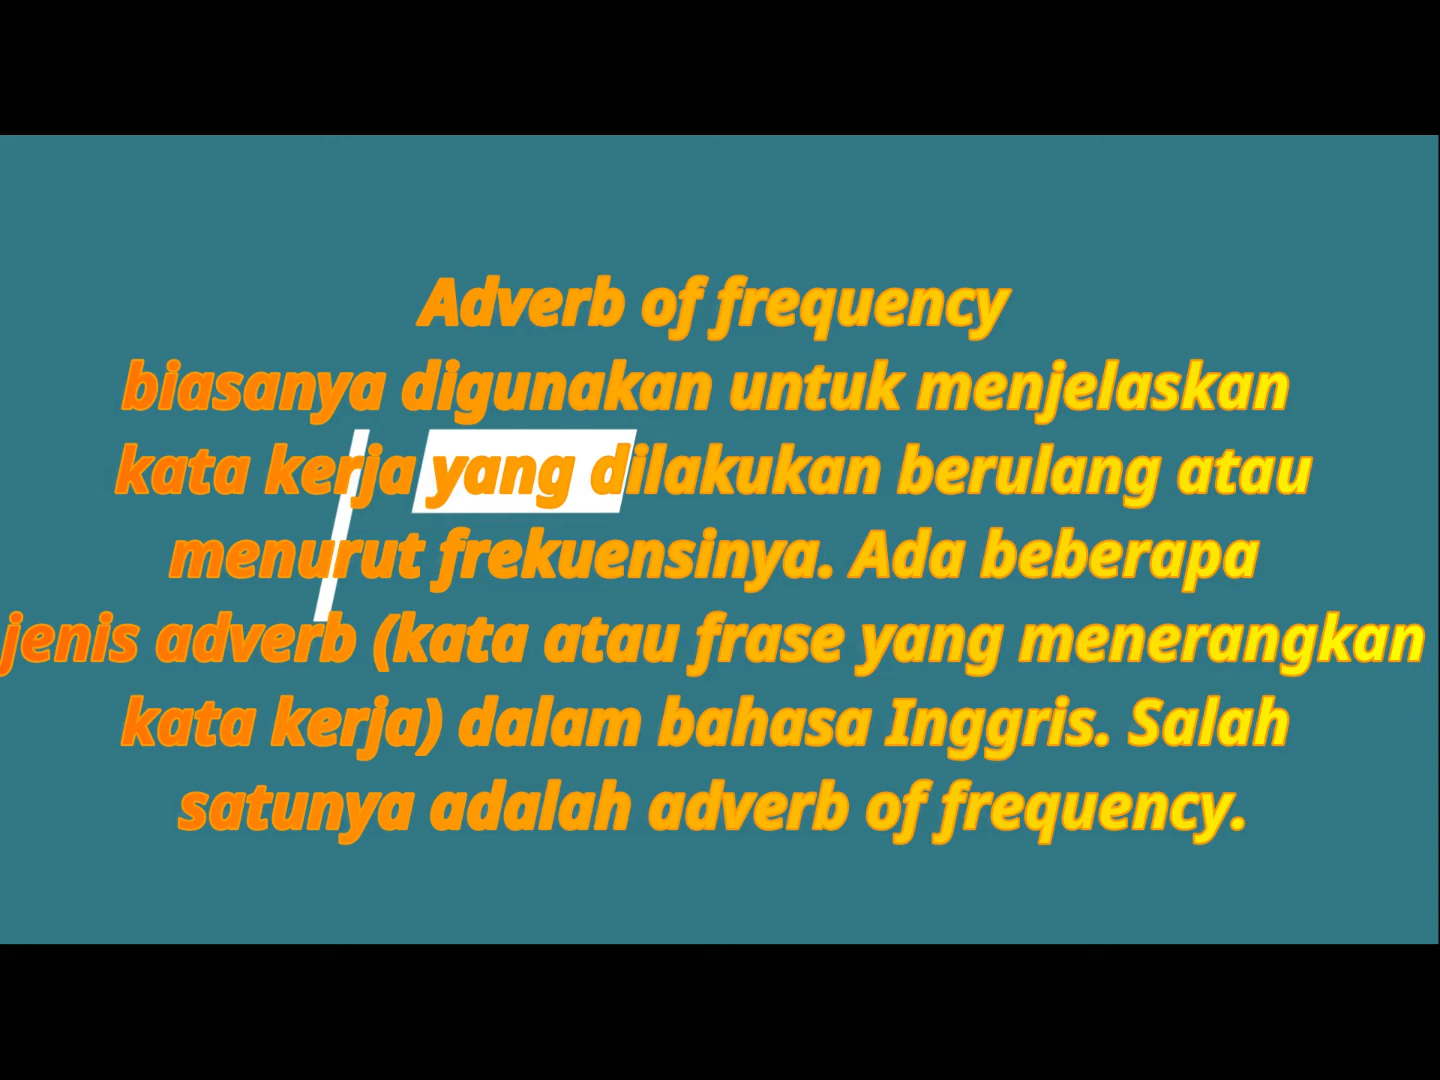 Adverb of frequency
biasanya digunakan untuk menjelaskan
kata kerja yang dilakukan berulang atau
menurut frekuensinya. Ada beberapa
jenis adverb (kata atau frase yang menerangkan
kata kerja) dalam bahasa Inggris. Salah
satunya adalah adverb of frequency.